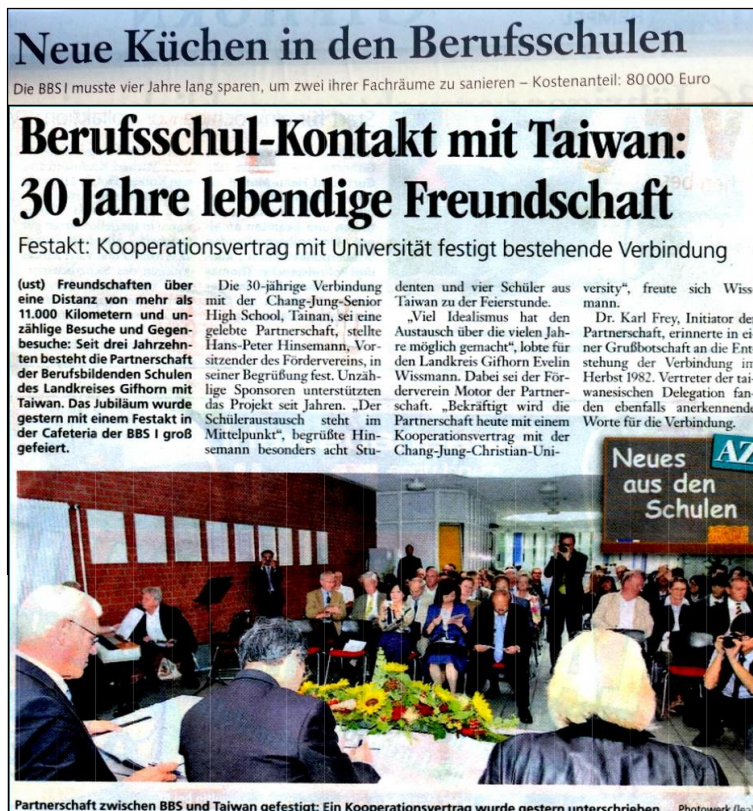 Neue Küchen in den Berufsschulen
Die BBS I musste vier Jahre lang sparen, um zwei ihrer Fachräume zu sanieren – Kostenanteil: 80 000 Euro
Berufsschul-Kontakt mit Taiwan:
30 Jahre lebendige Freundschaft
Festakt: Kooperationsvertrag mit Universität festigt bestehende Verbindung
(ust) Freundschaften über
eine Distanz von mehr als
11.000 Kilometern und un-
zählige Besuche und Gegen-
besuche: Seit drei Jahrzehn-
ten besteht die Partnerschaft
der Berufsbildenden Schulen
des Landkreises Gifhorn mit
Taiwan. Das Jubiläum wurde
gestern mit einem Festakt in
der Cafeteria der BBS I groß
gefeiert.
Die 30-jährige Verbindung
mit der Chang-Jung-Senior
High School, Tainan, sei eine
gelebte Partnerschaft, stellte
Hans-Peter Hinsemann, Vor-
sitzender des Fördervereins, in
seiner Begrüßung fest. Unzäh-
lige Sponsoren unterstützten
das Projekt seit Jahren. „Der
Schüleraustausch steht im
Mittelpunkt“, begrüßte Hin-
semann besonders acht Stu-
denten und vier Schüler aus
Taiwan zu der Feierstunde.
„Viel Idealismus hat den
Austausch über die vielen Jah-
re möglich gemacht“, lobte für
den Landkreis Gifhorn Evelin
Wissmann. Dabei sei der För-
derverein Motor der Partner-
schaft. „Bekräftigt wird die
Partnerschaft heute mit einem
Kooperationsvertrag mit der
Chang-Jung-Christian-Uni-
versity“, freute sich Wiss
mann.
Dr. Karl Frey, Initiator de
Partnerschaft, erinnerte in ei
ner Grußbotschaft an die Ent
stehung der Verbindung im
Herbst 1982. Vertreter der tai
wanesischen Delegation fan-
den ebenfalls anerkennend
Worte für die Verbindung.
Neues AZ
aus den
Schulen
Partnerschaft zwischen BBS und Taiwan gefestigt: Ein Kooperationsvertrag wurde gestern unterschrieben. Photowerk